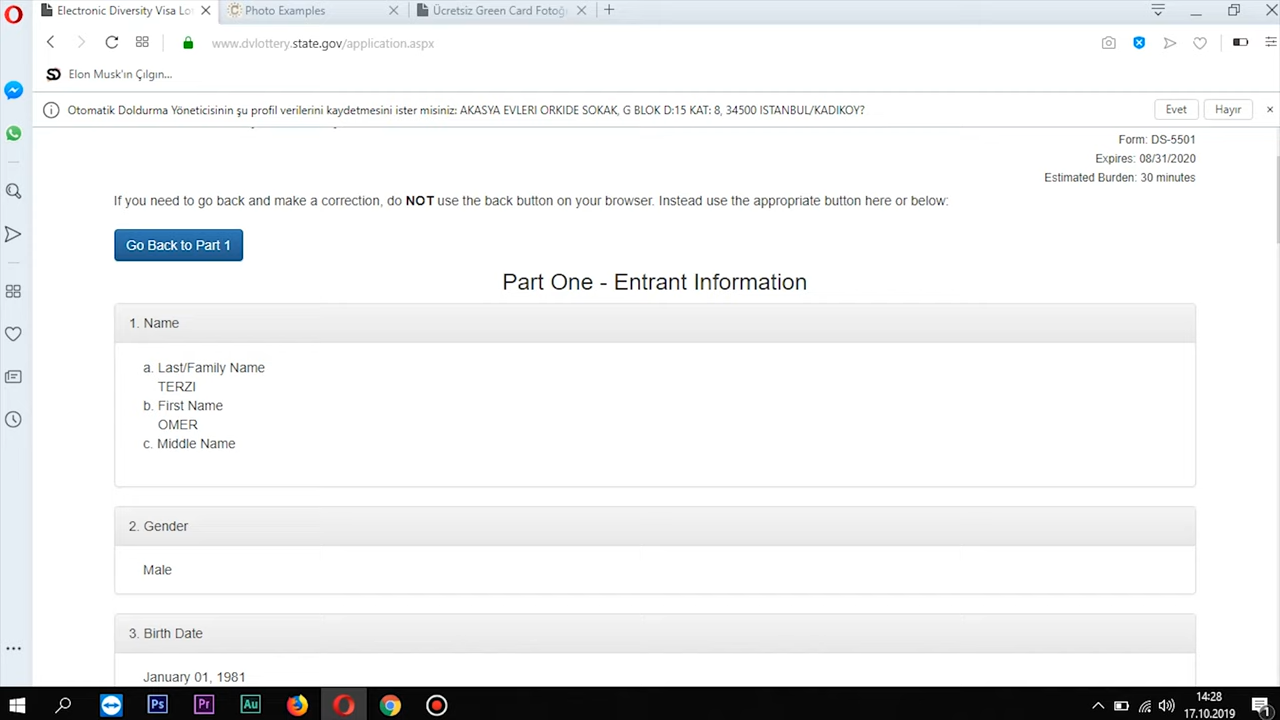 Electronic Diversity Visa Lo
Photo Examples
Ücretsiz Green Card Fotoğ
www.dvlottery.state.gov/application.aspx
SD Elon Musk'ın Çılgın...
Otomatik Doldurma Yöneticisinin şu profil verilerini kaydetmesini ister misiniz: AKASYA EVLERI ORKIDE SOKAK, G BLOK D:15 KAT: 8, 34500 ISTANBUL/KADIKOY?
Evet
Hayır
Form: DS-5501
Expires: 08/31/2020
Estimated Burden: 30 minutes
If you need to go back and make a correction, do NOT use the back button on your browser. Instead use the appropriate button here or below:
Go Back to Part 1
Part One - Entrant Information
1. Name
a. Last/Family Name
TERZI
b. First Name
OMER
c. Middle Name
2. Gender
Male
3. Birth Date
January 01, 1981
Ps
Pr
Au
14:28
17.10.2019
1